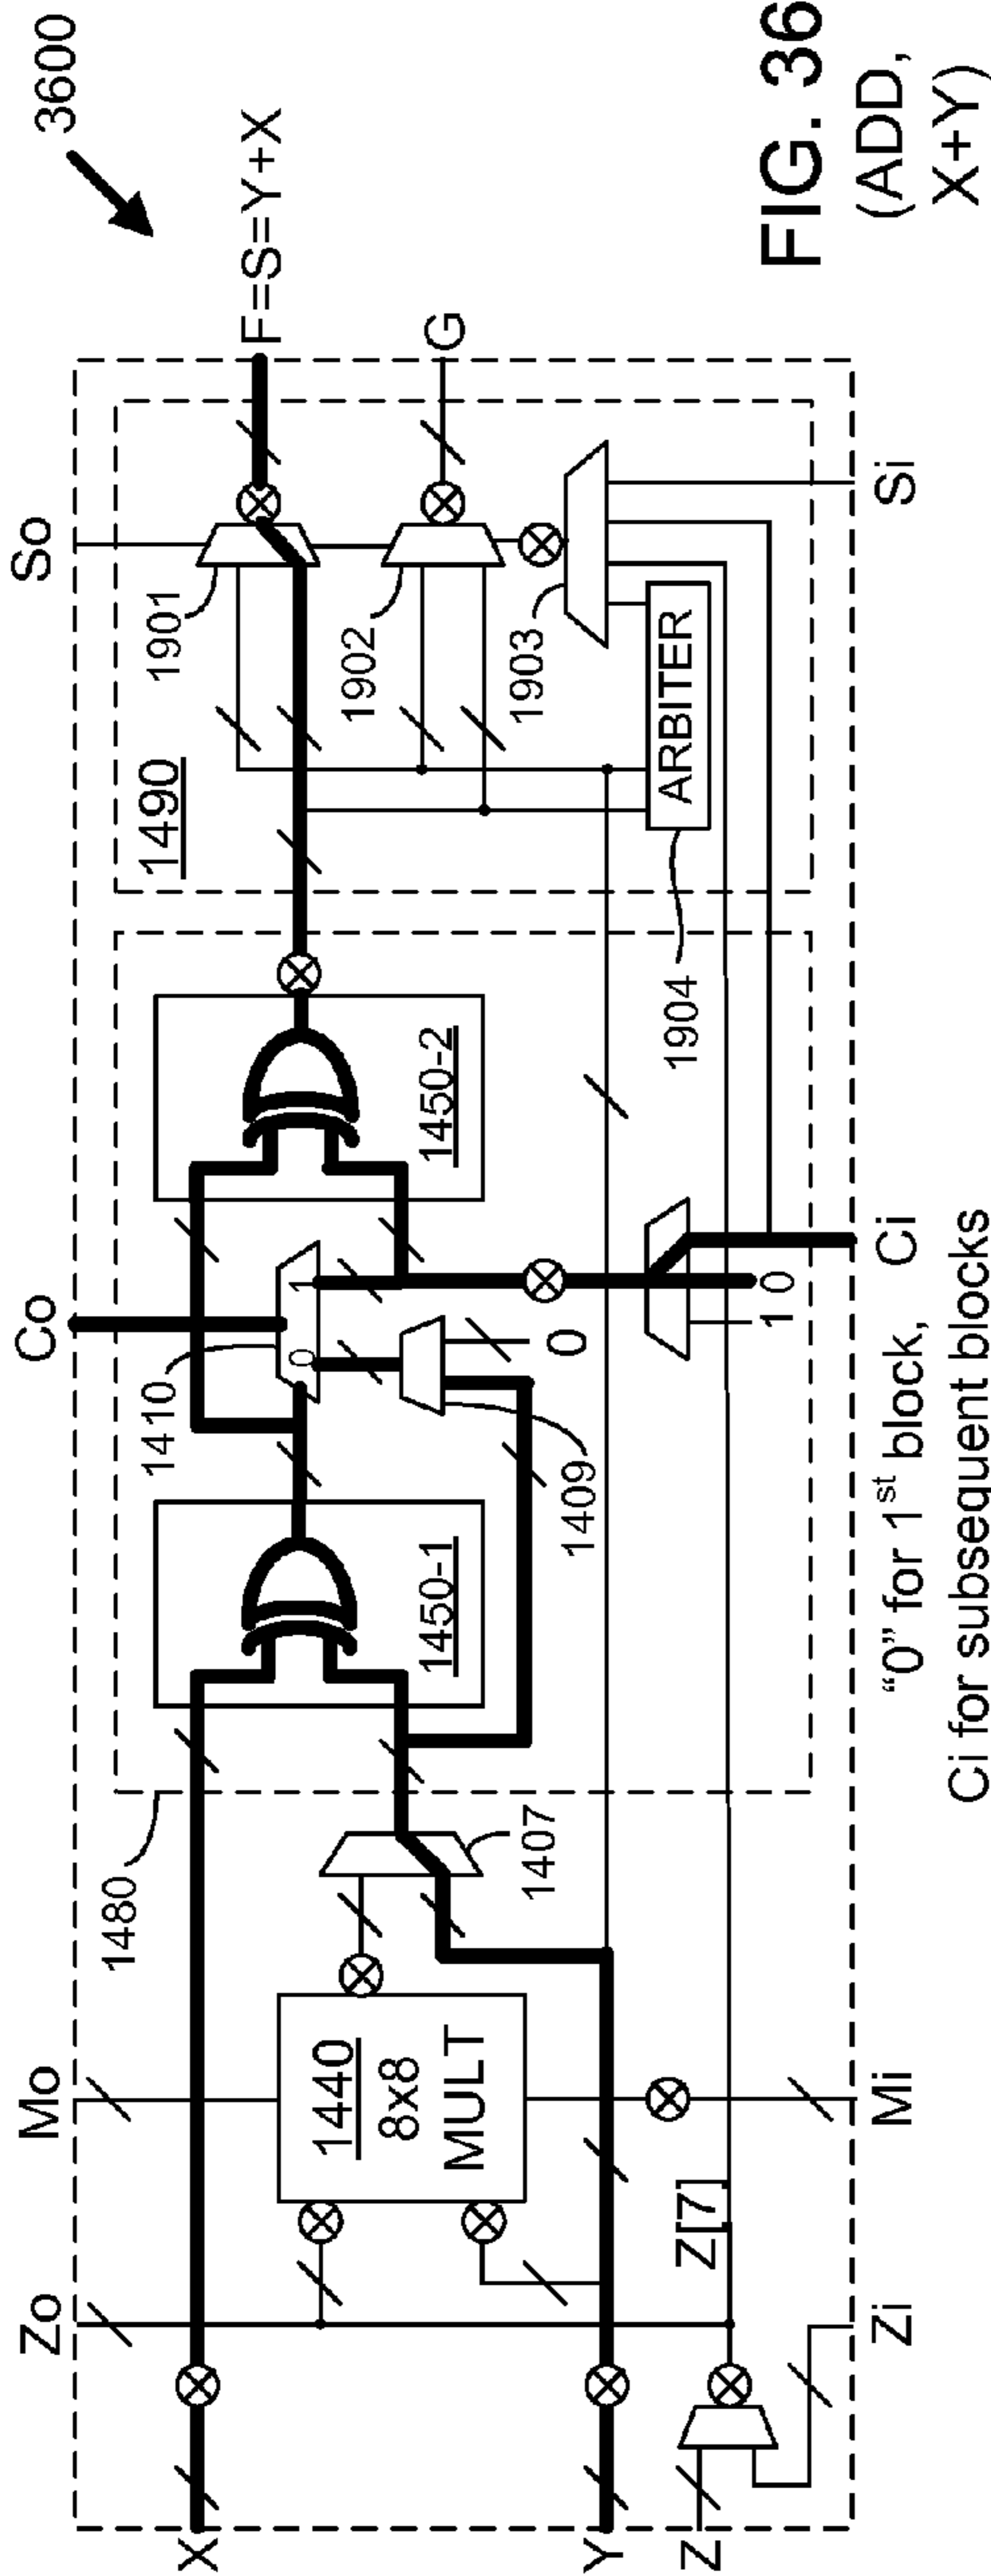 3600
Zo
Mo
Co
So
X
Y
Z
1480
1440
8x8
MULT
1407
Z[7]
1450-1
1410
0
1
1409
0
1450-2
1
0
1490
1901
1902
1903
1904
ARBITER
F=S=Y+X
G
Zi
Mi
Ci
Si
"0" for 1st block,
Ci for subsequent blocks
FIG. 36
(ADD,
X+Y)